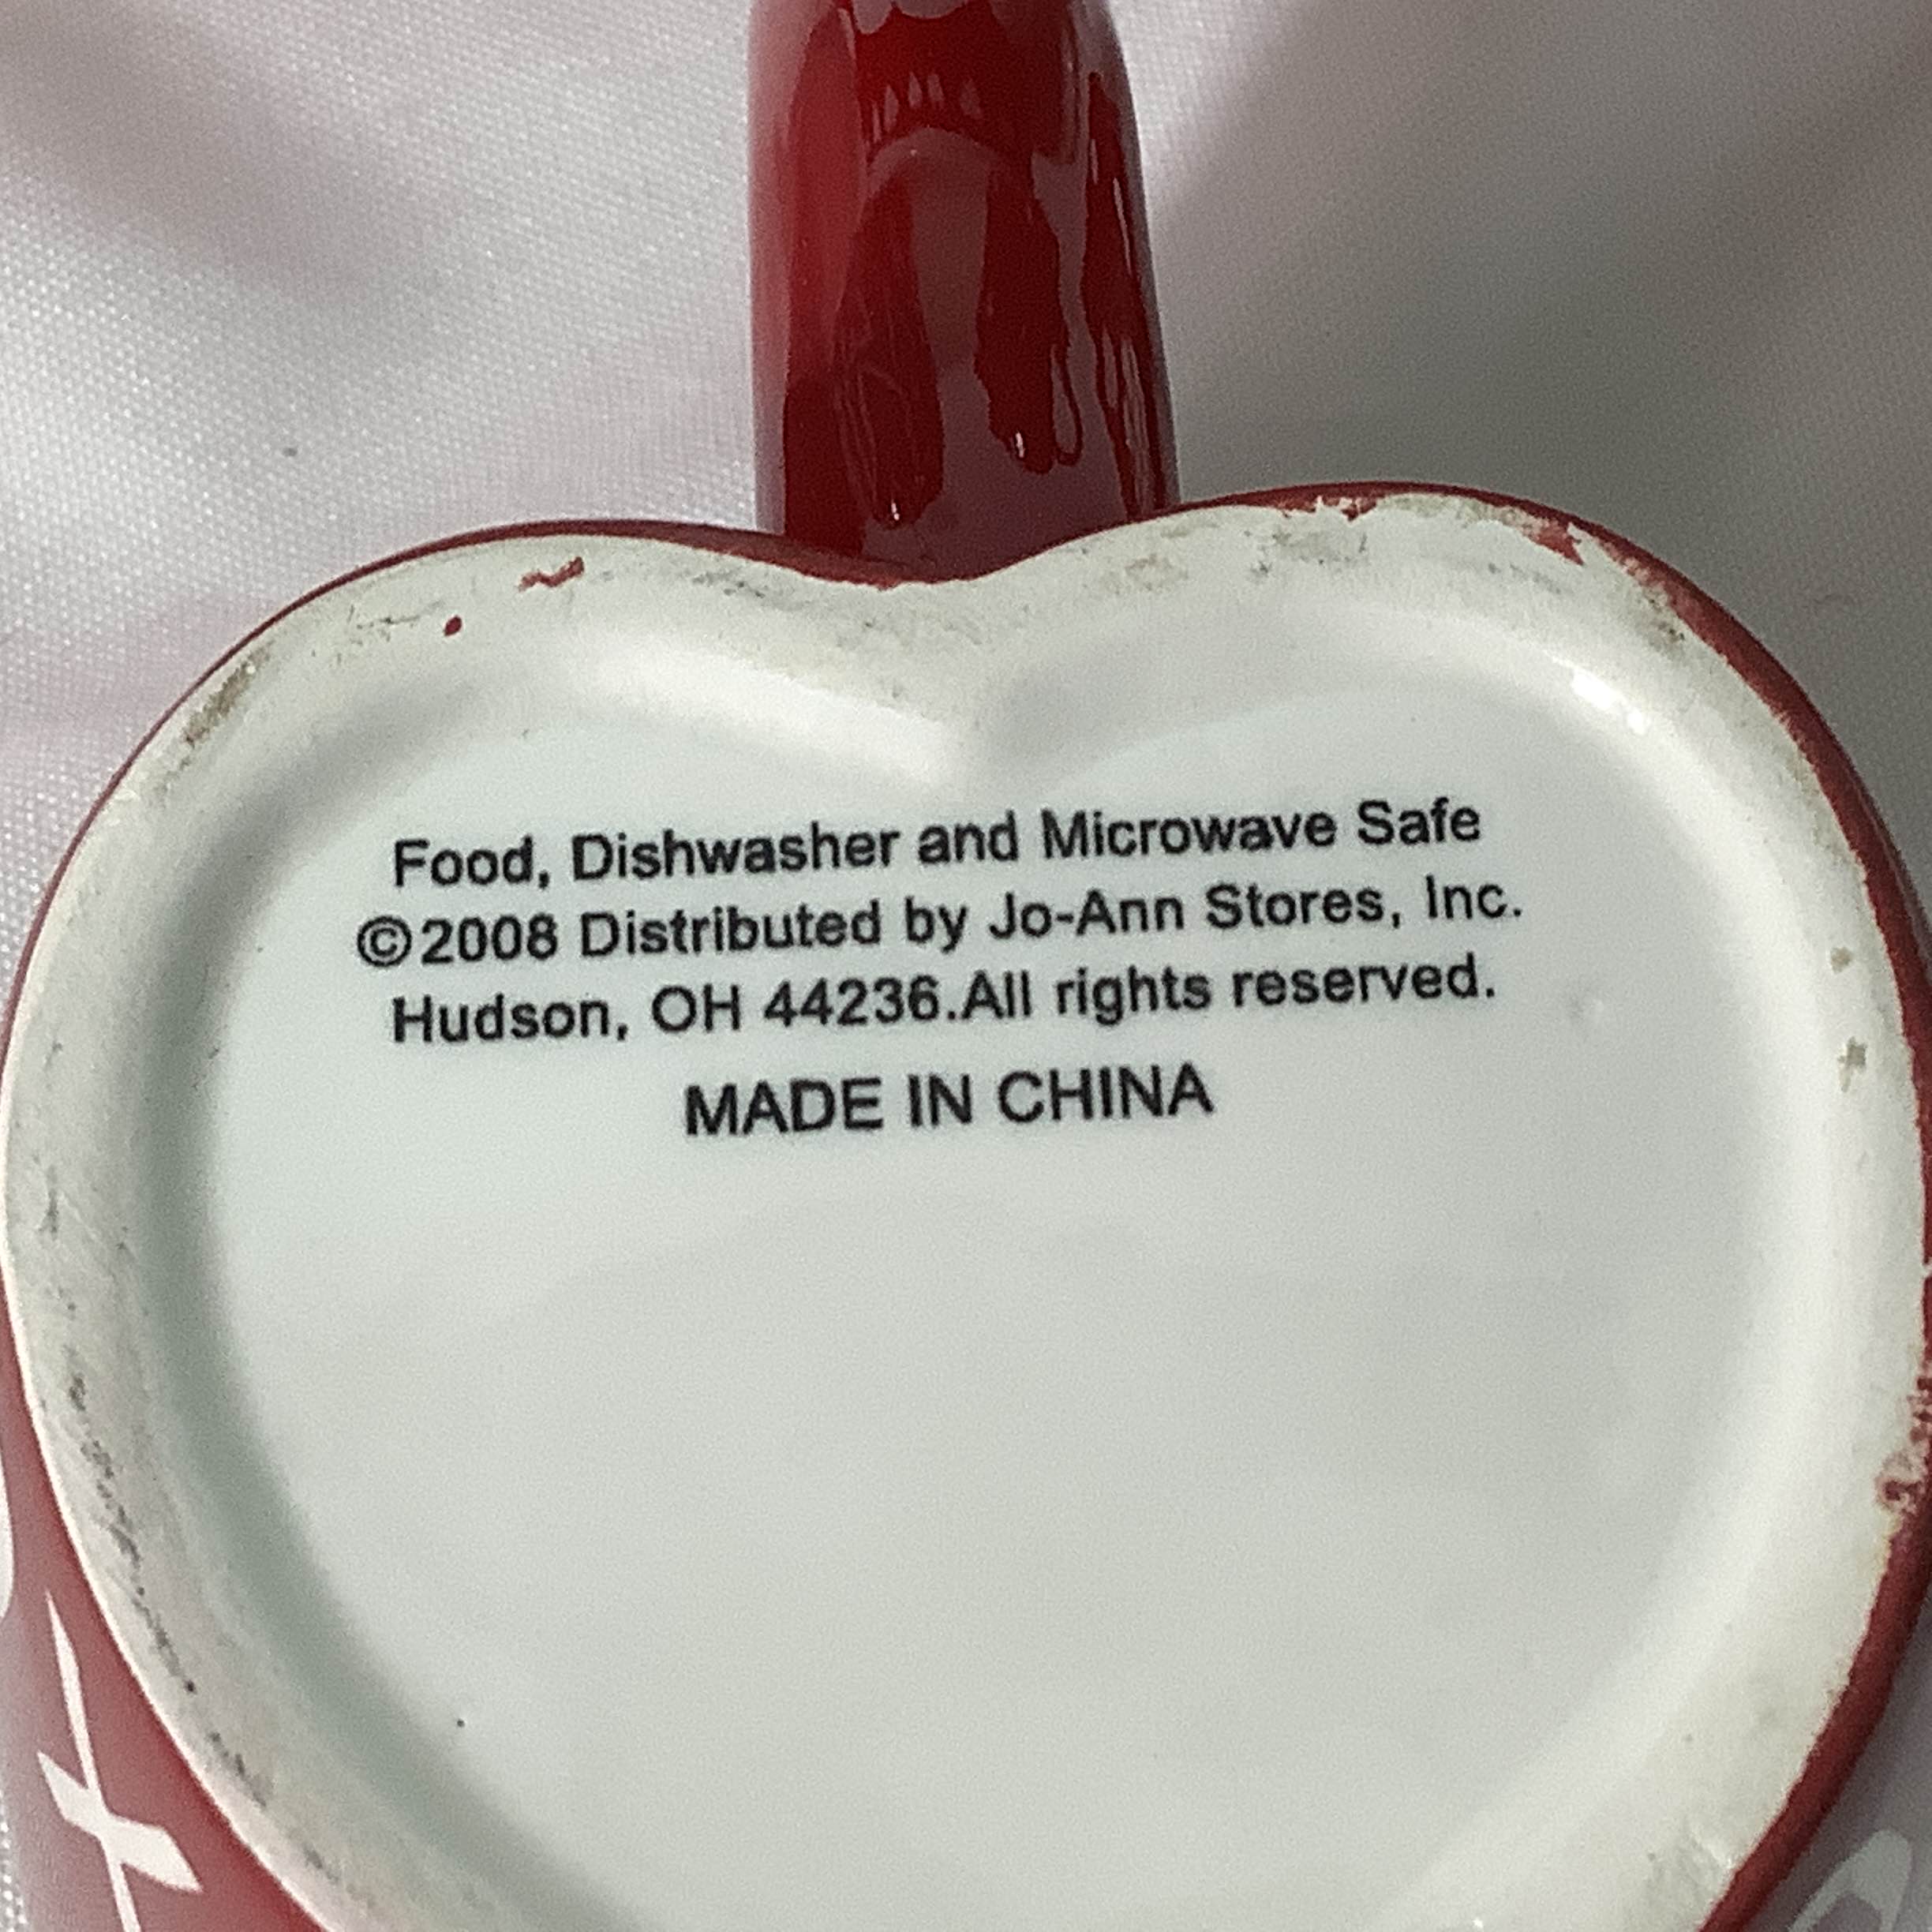 Food, Dishwasher and Microwave Safe
©2008 Distributed by Jo-Ann Stores, Inc.
Hudson, OH 44236.All rights reserved.
MADE IN CHINA